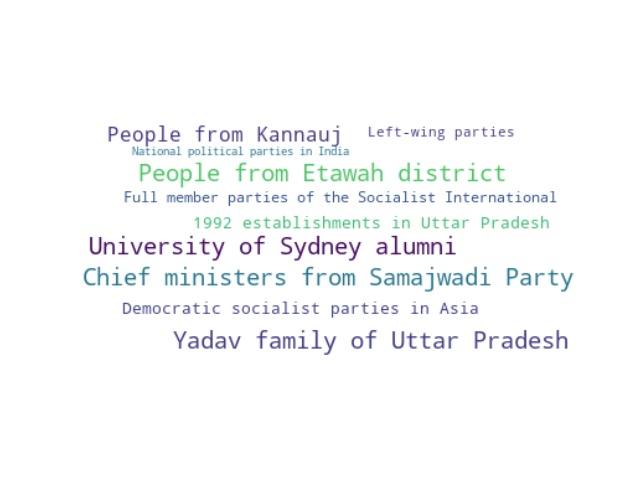 People from Kannauj
Left-wing parties
National political parties in India
People from Etawah district
Full member parties of the Socialist International
1992 establishments in Uttar Pradesh
University of Sydney alumni
Chief ministers from Samajwadi Party
Democratic socialist parties in Asia
Yadav family of Uttar Pradesh